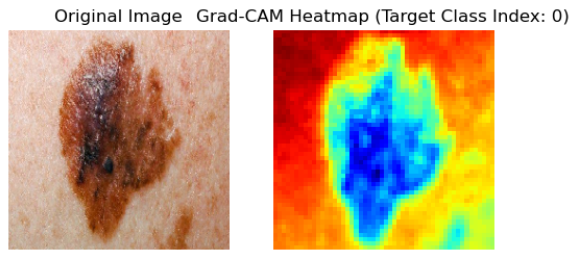 Original Image
Grad-CAM Heatmap (Target Class Index: 0)